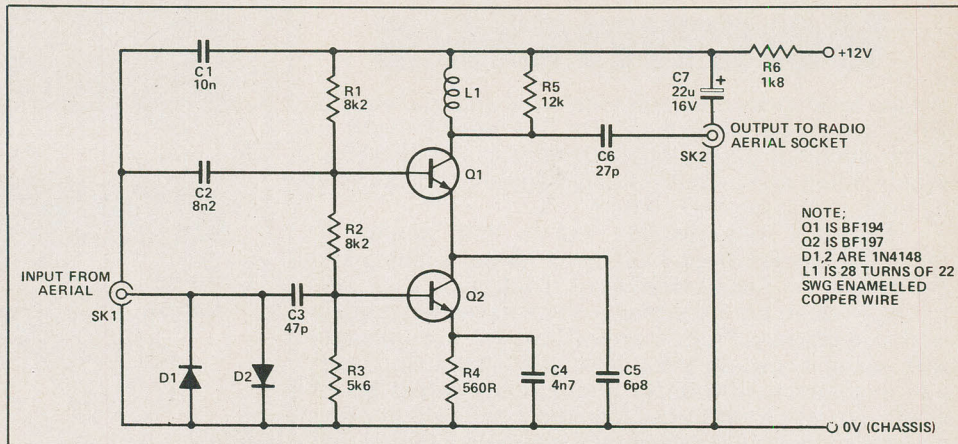 C1
10n
R1
8k2
L1
R5
12k
C7
22u
16V
+
R6
1k8
+12V
C2
8n2
Q1
C6
27p
SK2
OUTPUT TO RADIO
AERIAL SOCKET
R2
8k2
NOTE;
Q1 IS BF194
Q2 IS BF197
D1,2 ARE 1N4148
L1 IS 28 TURNS OF 22
SWG ENAMELLED
COPPER WIRE
INPUT FROM
AERIAL
SK1
C3
47p
Q2
D1
D2
R3
5k6
R4
560R
C4
4n7
C5
6p8
0V (CHASSIS)